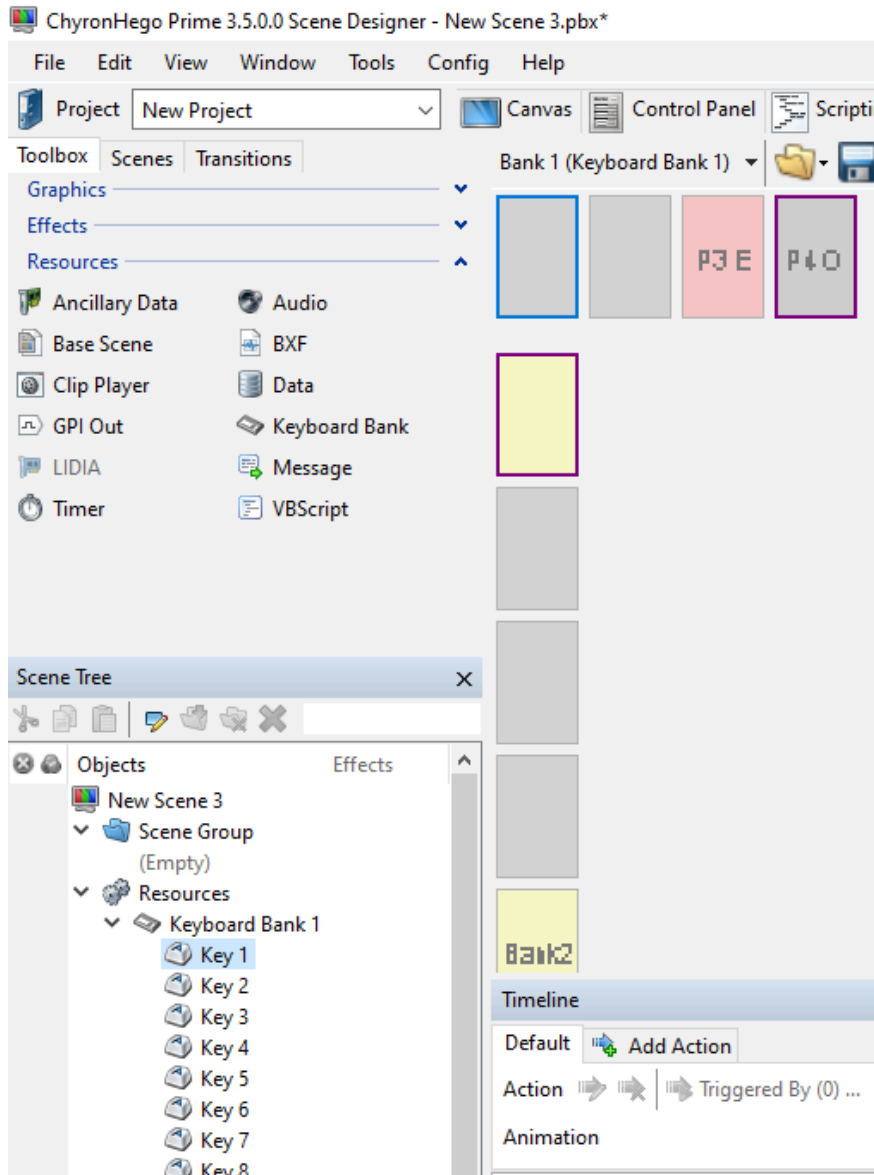 ChyronHego Prime 3.5.0.0 Scene Designer - New Scene 3.pbx*
File Edit View Window Tools Config Help
Project New Project Canvas Control Panel Scripti
Toolbox Scenes Transitions
Bank 1 (Keyboard Bank 1)
Graphics
Effects
Resources
P3 E P4O
Ancillary Data Audio
Base Scene BXF
Clip Player Data
GPI Out Keyboard Bank
LIDIA Message
Timer VBScript
Scene Tree
Objects Effects
New Scene 3
Scene Group
(Empty)
Resources
Keyboard Bank 1
Key 1
Bank2
Key 2
Timeline
Key 3
Default Add Action
Key 4
Key 5
Action Triggered By (0) ...
Key 6
Key 7
Animation
Key 8